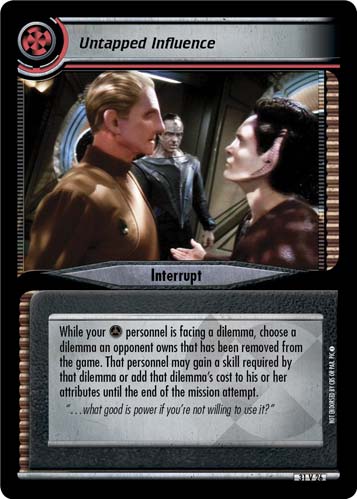 Untapped Influence
Interrupt
While your personnel is facing a dilemma, choose a
dilemma an opponent owns that has been removed from
the game. That personnel may gain a skill required by
that dilemma or add that dilemma's cost to his or her
attributes until the end of the mission attempt.
"…what good is power if you're not willing to use it?"
NOT ENDORSED BY CBS OR PAR. PIC.
31 V 26